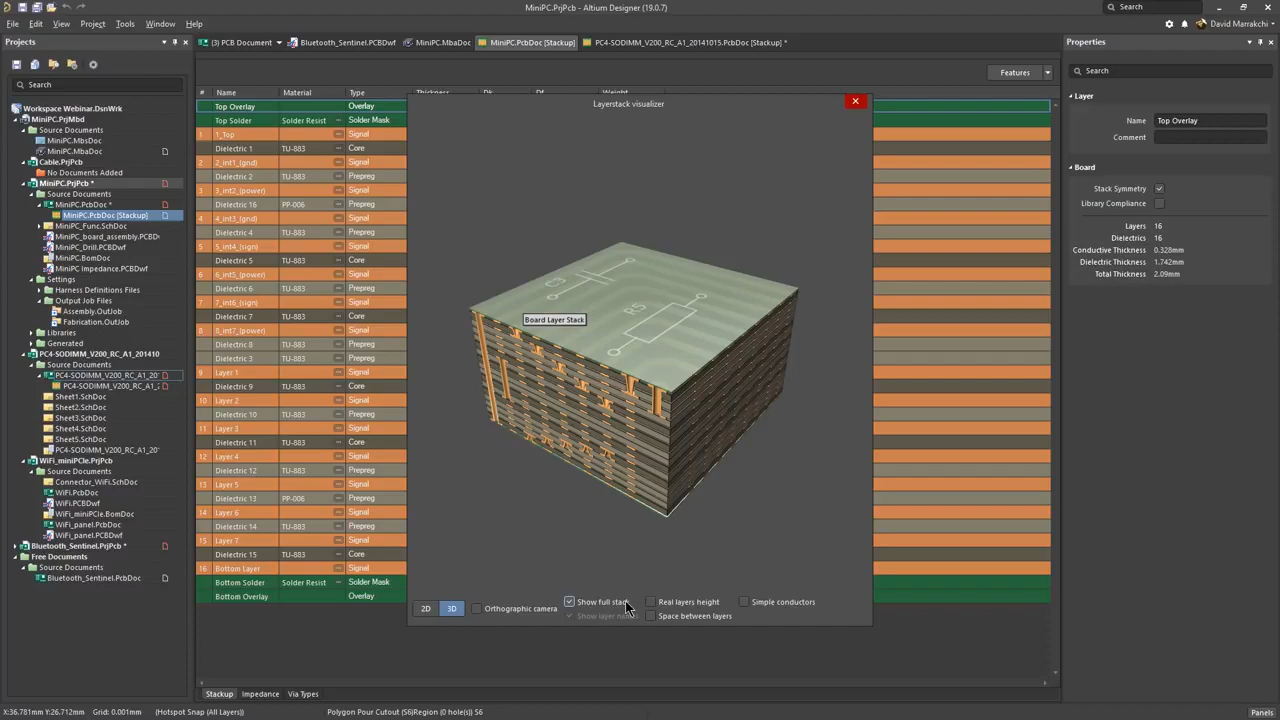 MiniPC.PrjPcb - Altium Designer (19.0.7)
Search
File Edit View Project Tools Window Help
David Marrakchi
Projects
(3) PCB Document Bluetooth_Sentinel.PCBDwf MiniPC.MbaDoc MiniPC.PcbDoc [Stackup] PC4-SODIMM_V200_RC_A1_20141015.PcbDoc [Stackup] *
Properties
Search
Features
Search
# Name Material Type
Layerstack visualizer
Layer
Name Top Overlay
Comment
Board
Stack Symmetry
Library Compliance
Layers 16
Dielectrics 16
Conductive Thickness 0.328mm
Dielectric Thickness 1.742mm
Total Thickness 2.09mm
Workspace Webinar.DsnWrk
MiniPC.PrjMbd
Source Documents
MiniPC.MbsDoc
MiniPC.MbaDoc
Cable.PrjPcb
No Documents Added
MiniPC.PrjPcb *
Source Documents
MiniPC.PcbDoc *
MiniPC.PcbDoc [Stackup]
MiniPC_Func.SchDoc
MiniPC_board_assembly.PCBD
MiniPC_Drill.PCBDwf
MiniPC.BomDoc
MiniPC Impedance.PCBDwf
Settings
Harness Definitions Files
Output Job Files
Assembly.OutJob
Fabrication.OutJob
Libraries
Generated
PC4-SODIMM_V200_RC_A1_201410
Source Documents
PC4-SODIMM_V200_RC_A1_20'
PC4-SODIMM_V200_RC_A1_2
Sheet1.SchDoc
Sheet2.SchDoc
Sheet3.SchDoc
Sheet4.SchDoc
Sheet5.SchDoc
PC4-SODIMM_V200_RC_A1_20'
WiFi_miniPCIe.PrjPcb
Source Documents
Connector_WiFi.SchDoc
WiFi.PcbDoc
WiFi.PCBDwf
WiFi_miniPCIe.BomDoc
WiFi_panel.PcbDoc
WiFi_panel.PCBDwf
Bluetooth_Sentinel.PrjPcb *
Free Documents
Source Documents
Bluetooth_Sentinel.PcbDoc
Top Overlay Overlay
Top Solder Solder Resist Solder Mask
1 1_Top Signal
Dielectric 1 TU-883 Core
2 2_int1_(gnd) Signal
Dielectric 2 TU-883 Prepreg
3 3_int2_(power) Signal
Dielectric 16 PP-006 Prepreg
4 4_int3_(gnd) Signal
Dielectric 4 TU-883 Prepreg
5 5_int4_(sign) Signal
Dielectric 5 TU-883 Core
6 6_int5_(power) Signal
Dielectric 6 TU-883 Prepreg
7 7_int6_(sign) Signal
Dielectric 7 TU-883 Core
8 8_int7_(power) Signal
Dielectric 8 TU-883 Prepreg
Dielectric 3 TU-883 Prepreg
9 Layer 1 Signal
Dielectric 9 TU-883 Core
10 Layer 2 Signal
Dielectric 10 TU-883 Prepreg
11 Layer 3 Signal
Dielectric 11 TU-883 Core
12 Layer 4 Signal
Dielectric 12 TU-883 Prepreg
13 Layer 5 Signal
Dielectric 13 PP-006 Prepreg
14 Layer 6 Signal
Dielectric 14 TU-883 Prepreg
15 Layer 7 Signal
Dielectric 15 TU-883 Core
16 Bottom Layer Signal
Bottom Solder Solder Resist Solder Mask
Bottom Overlay Overlay
C3
R5
Board Layer Stack
2D 3D Orthographic camera
Show full stack Real layers height Simple conductors
Show layer Space between layers
Stackup Impedance Via Types
X:36.781mm Y:26.712mm Grid: 0.001mm (Hotspot Snap (All Layers)) Polygon Pour Cutout (S6)Region (0 hole(s)) S6
Panels